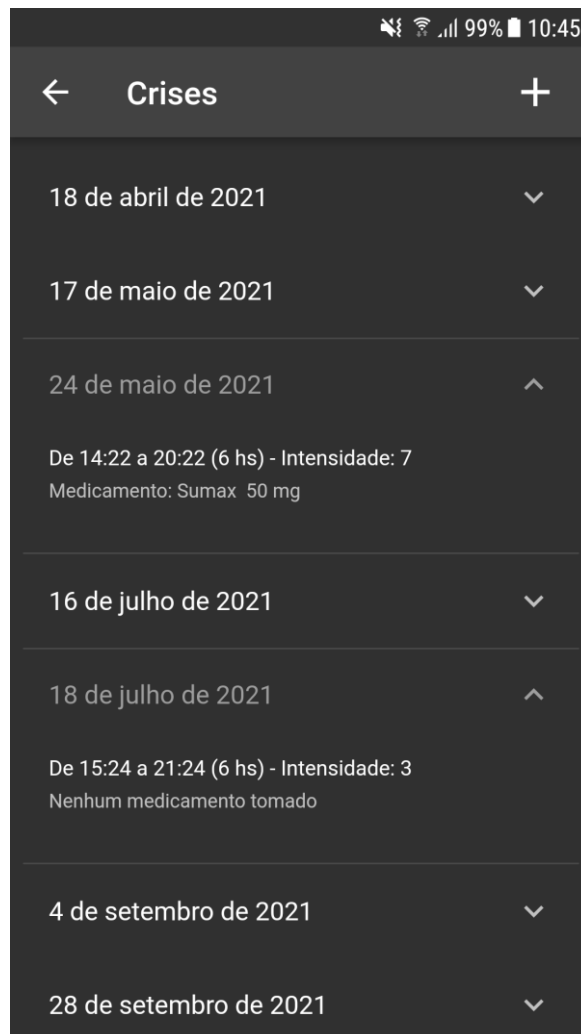 99% 10:45
Crises
18 de abril de 2021
17 de maio de 2021
24 de maio de 2021
De 14:22 a 20:22 (6 hs) - Intensidade: 7
Medicamento: Sumax  50 mg
16 de julho de 2021
18 de julho de 2021
De 15:24 a 21:24 (6 hs) - Intensidade: 3
Nenhum medicamento tomado
4 de setembro de 2021
28 de setembro de 2021